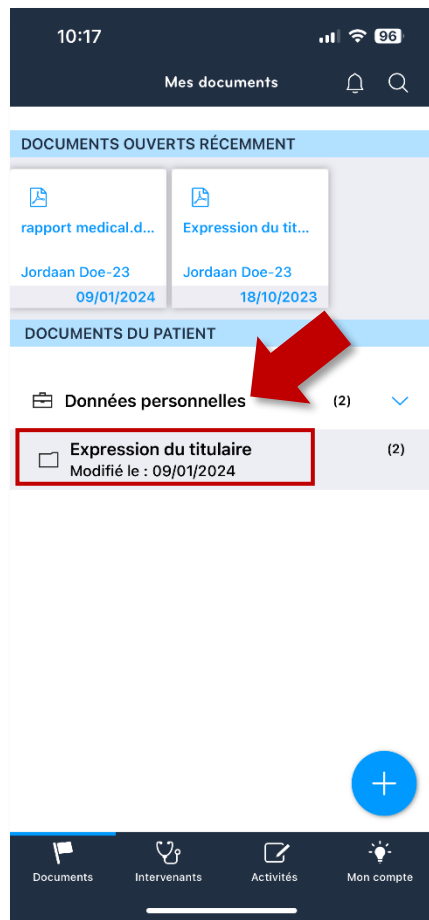 10:17
96
Mes documents
DOCUMENTS OUVERTS RÉCEMMENT
rapport medical.d...
Expression du tit...
Jordaan Doe-23
Jordaan Doe-23
09/01/2024
18/10/2023
DOCUMENTS DU PATIENT
Données personnelles (2)
Expression du titulaire (2)
Modifié le : 09/01/2024
Documents
Intervenants
Activités
Mon compte